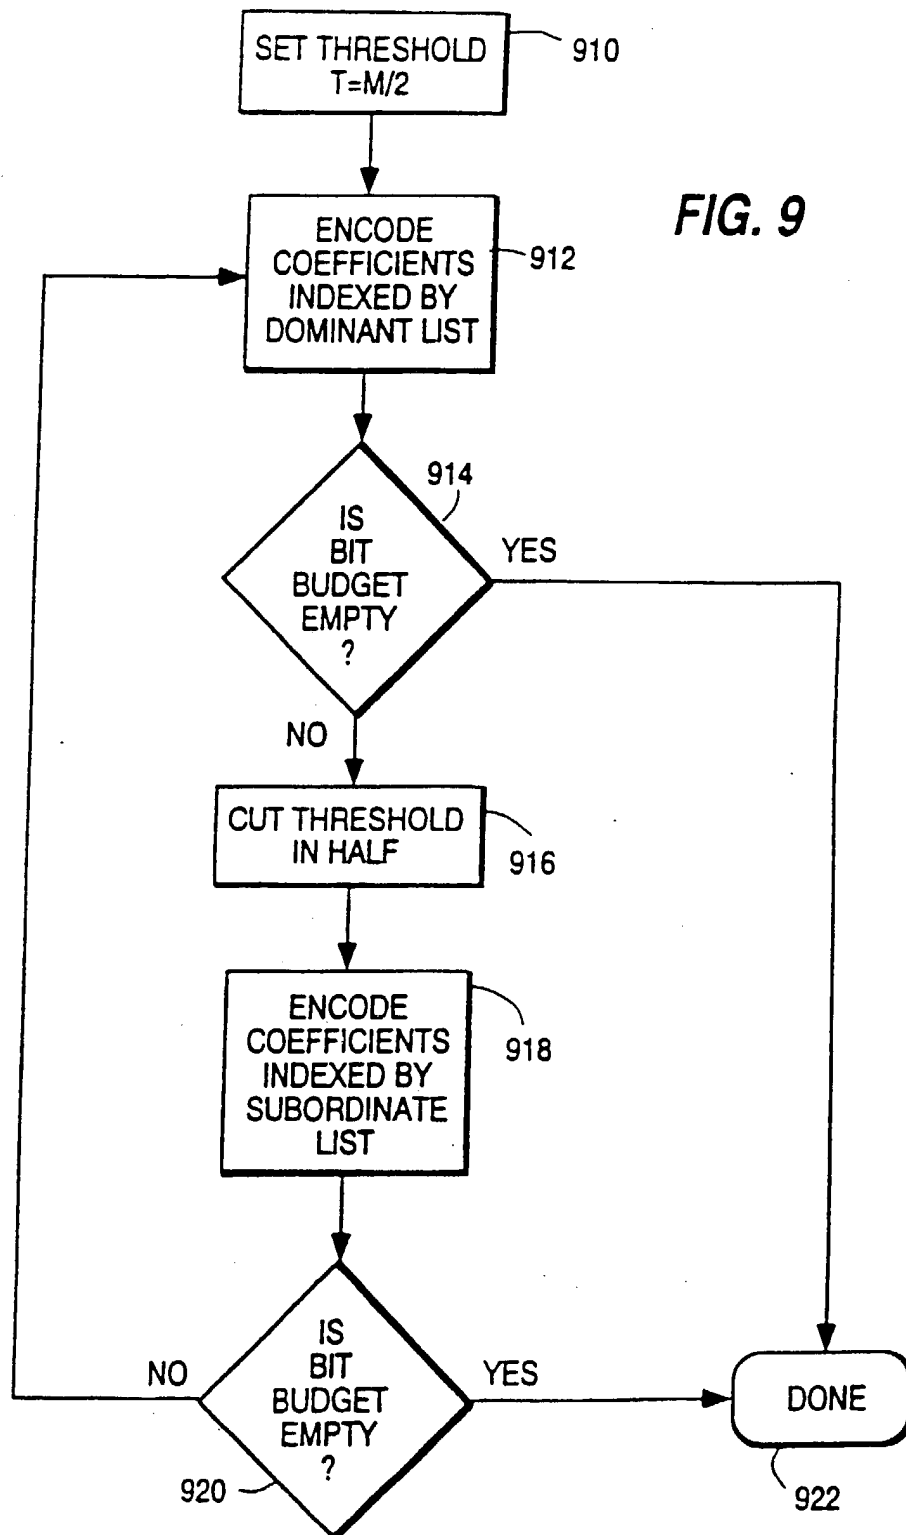 SET THRESHOLD
T=M/2
910
FIG. 9
ENCODE
COEFFICIENTS
INDEXED BY
DOMINANT LIST
912
914
IS
BIT
BUDGET
EMPTY
?
YES
NO
CUT THRESHOLD
IN HALF
916
ENCODE
COEFFICIENTS
INDEXED BY
SUBORDINATE
LIST
918
IS
BIT
BUDGET
EMPTY
?
NO
YES
DONE
920
922